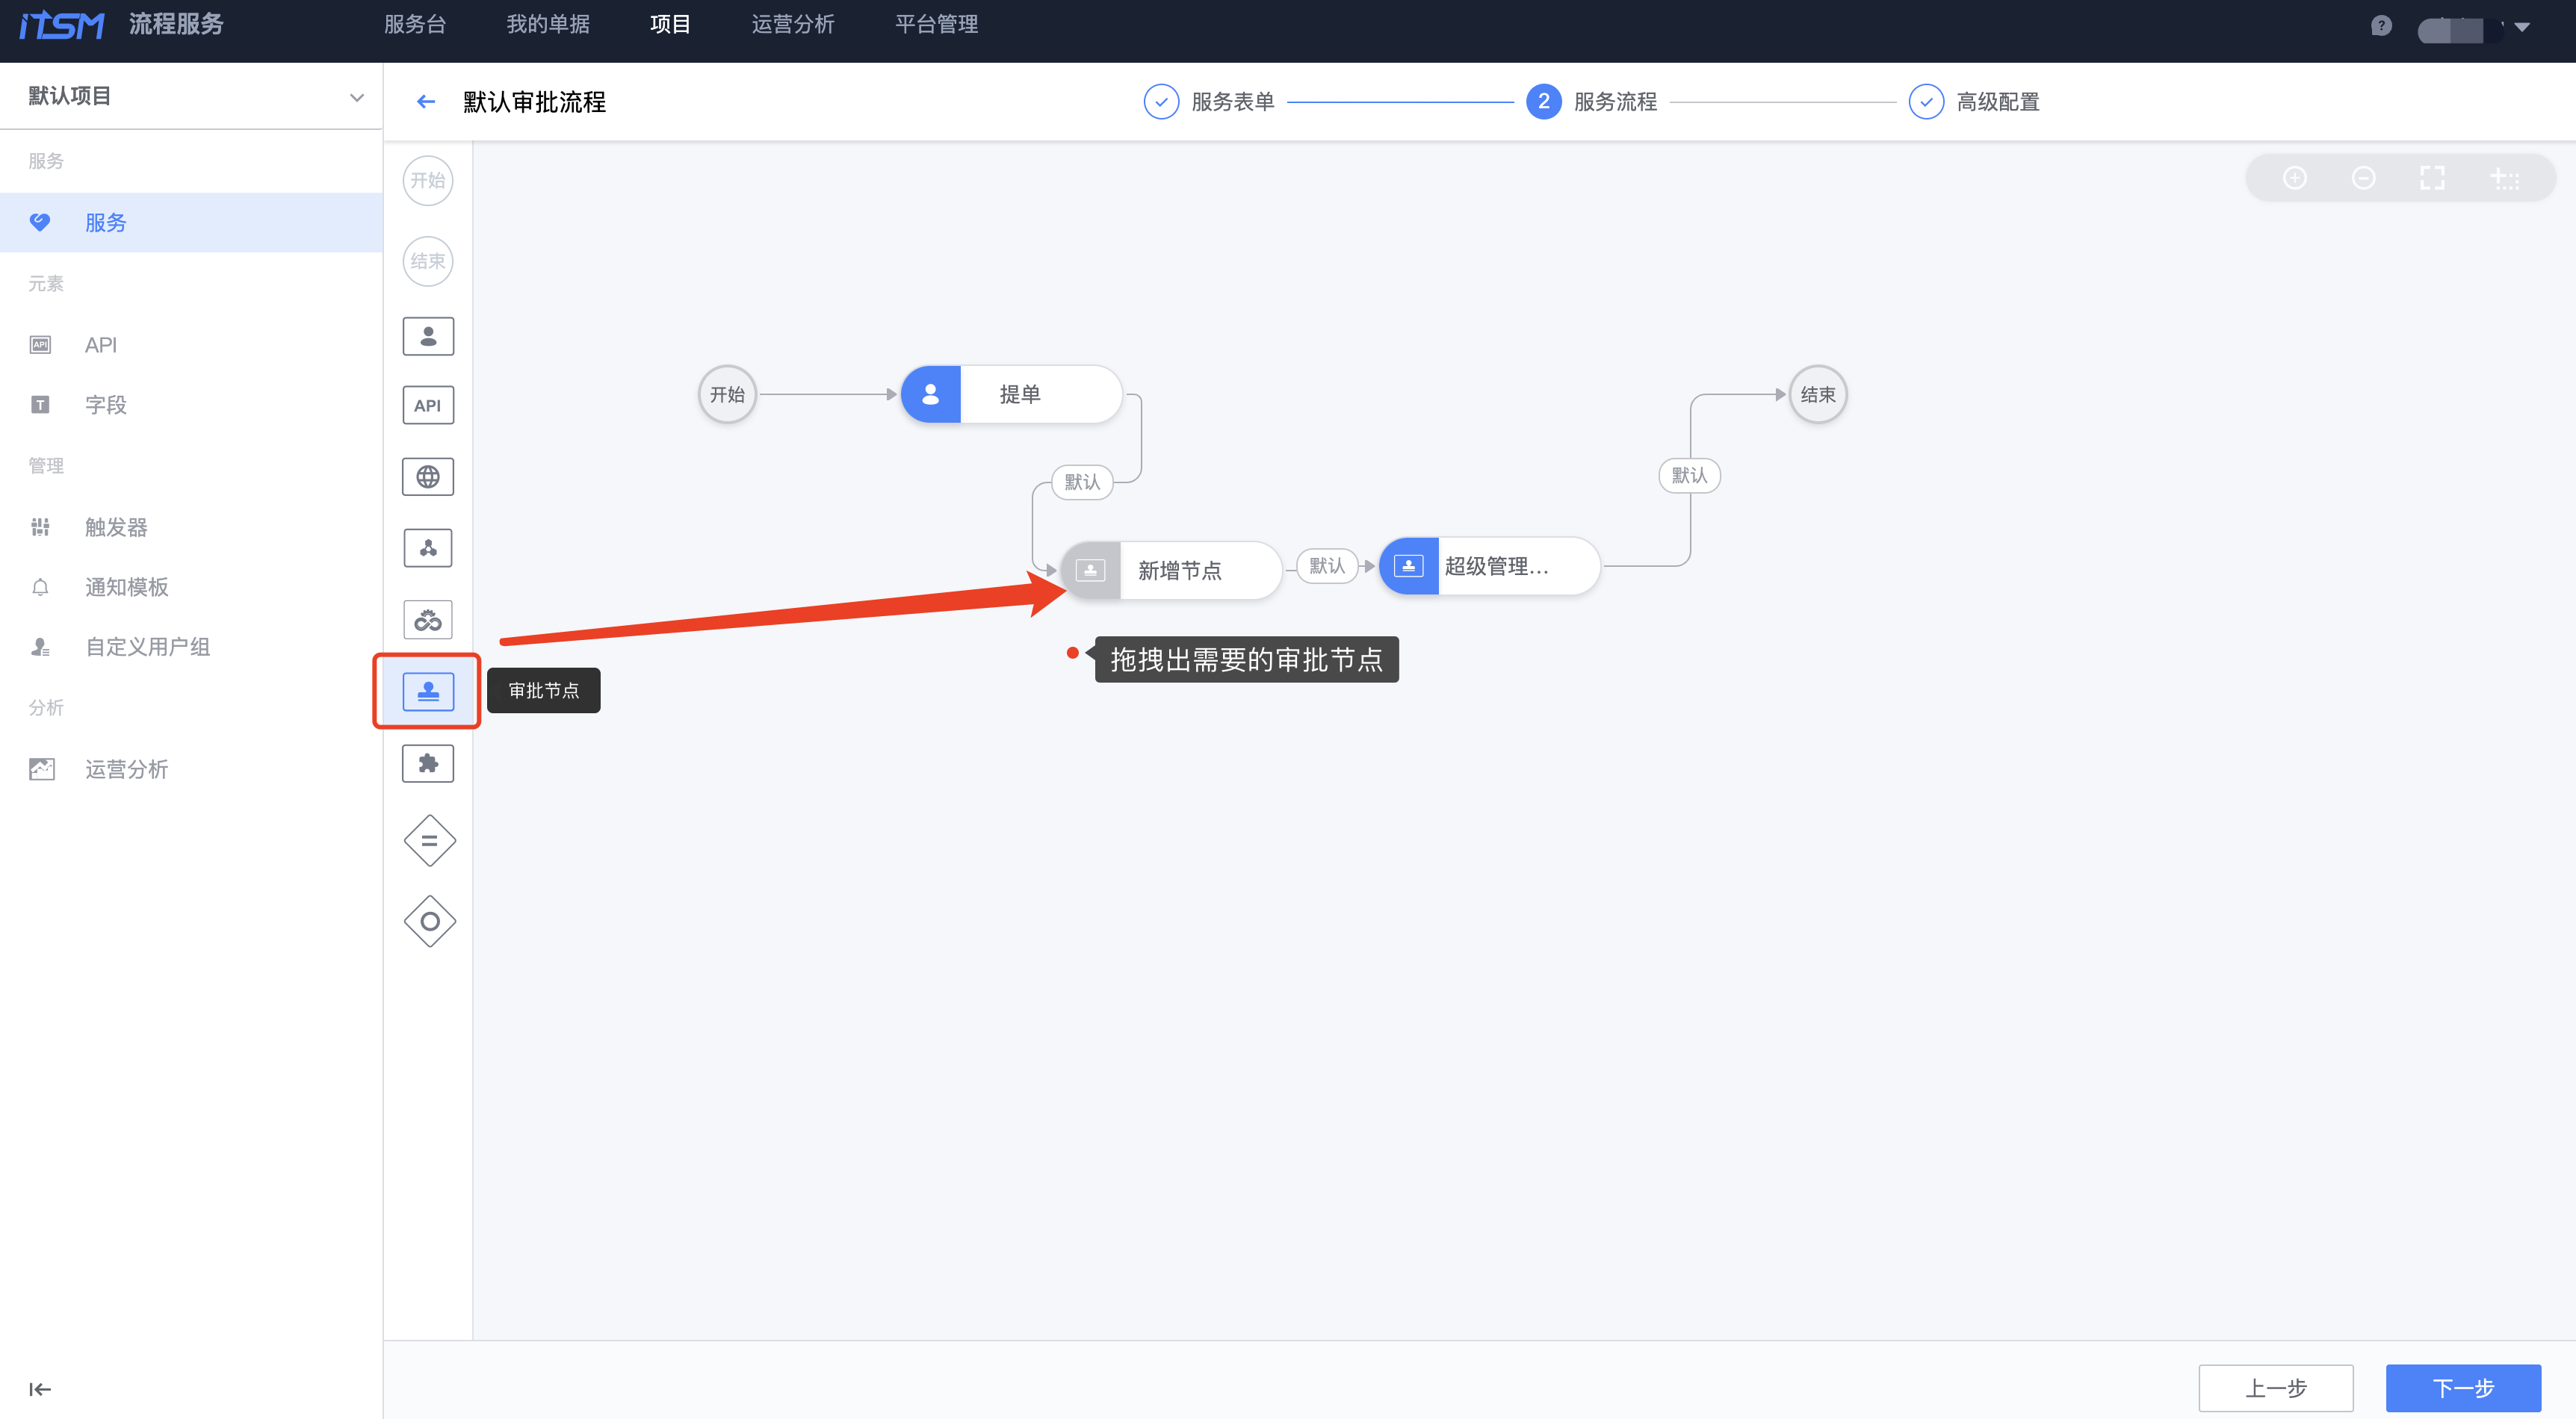 iTSM 流程服务 服务台 我的单据 项目 运营分析 平台管理 ?
默认项目
默认审批流程
服务表单 2 服务流程 高级配置
服务
服务
元素
API API
T 字段
管理
触发器
通知模板
自定义用户组
分析
运营分析
开始
结束
API
审批节点
开始
提单
默认
新增节点
默认
超级管理...
默认
结束
拖拽出需要的审批节点
上一步 下一步